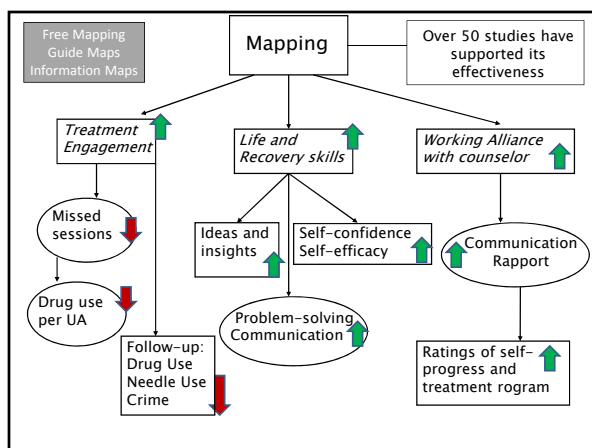 Free Mapping
Guide Maps
Information Maps
Mapping
Over 50 studies have
supported its
effectiveness
Treatment
Engagement
Life and
Recovery skills
Working Alliance
with counselor
Missed
sessions
Ideas and
insights
Self-confidence
Self-efficacy
Communication
Rapport
Drug use
per UA
Problem-solving
Communication
Follow-up:
Drug Use
Needle Use
Crime
Ratings of self-
progress and
treatment rogram